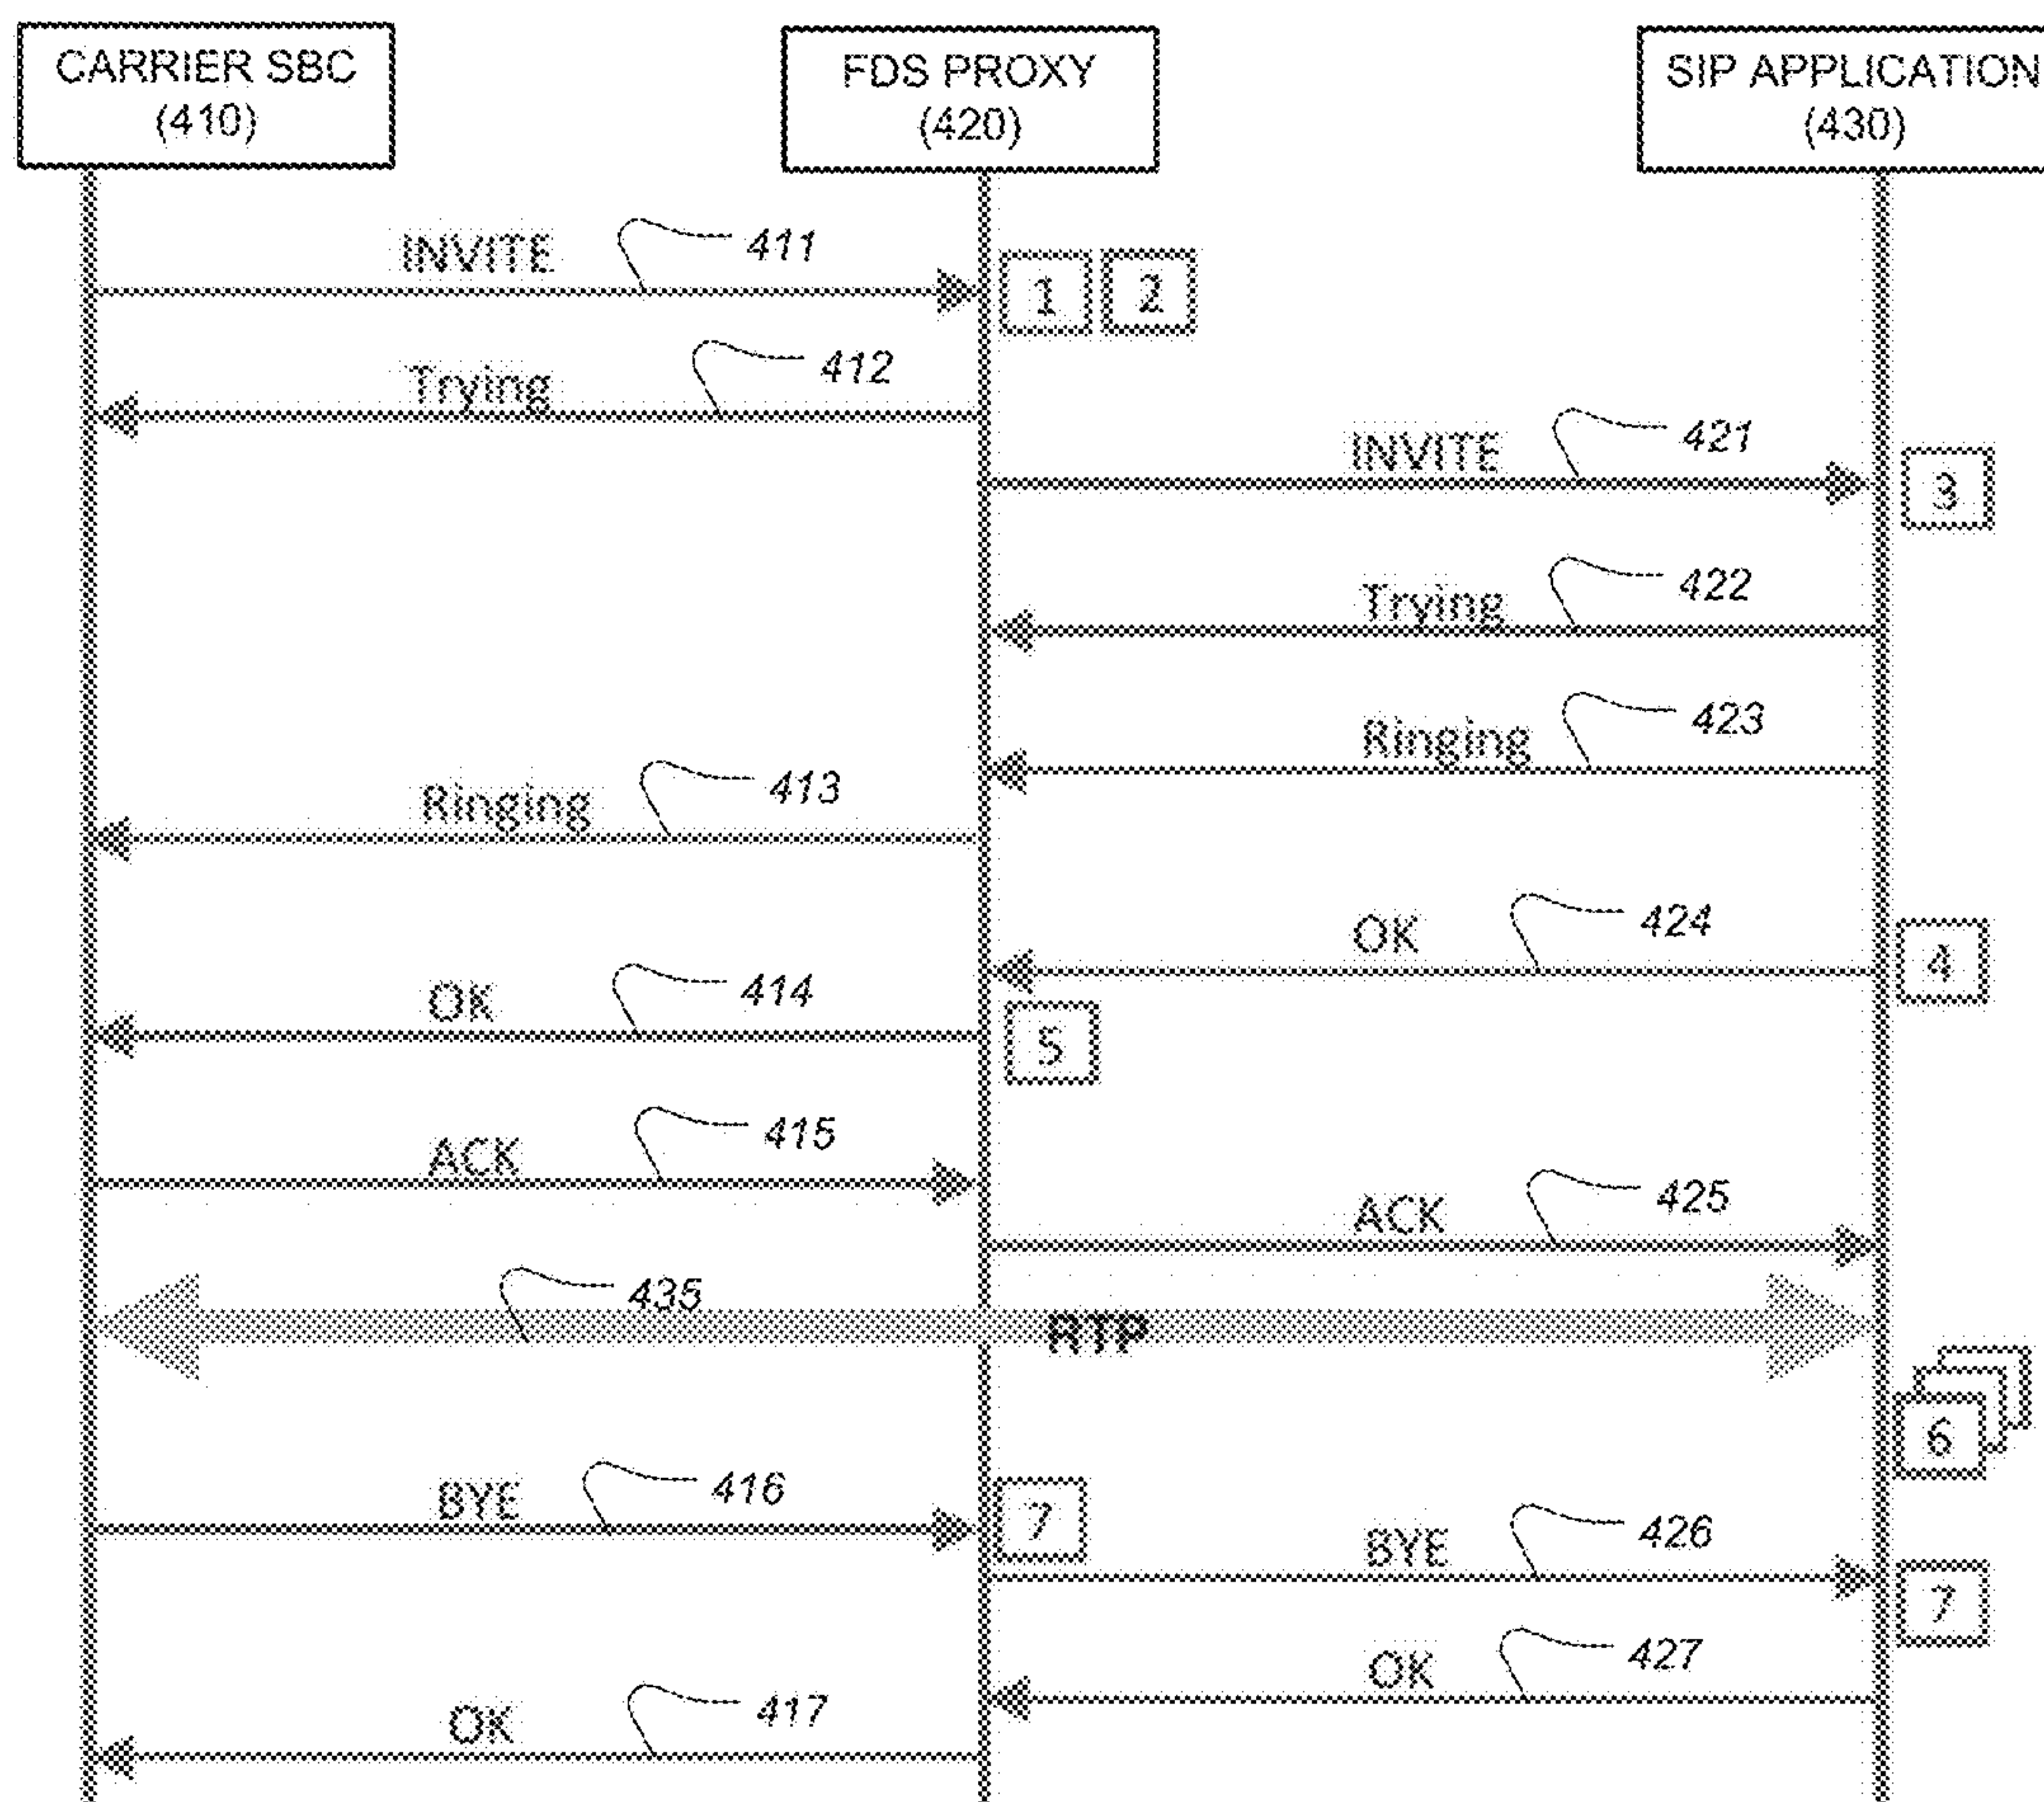 CARRIER SBC
(410)
FDS PROXY
(420)
SIP APPLICATION
(430)
INVITE 411
1 2
Trying 412
INVITE 421
3
Trying 422
Ringing 423
Ringing 413
OK 424
4
OK 414
5
ACK 415
ACK 425
435
RTP
6
BYE 416
7
BYE 426
7
OK 427
OK 417